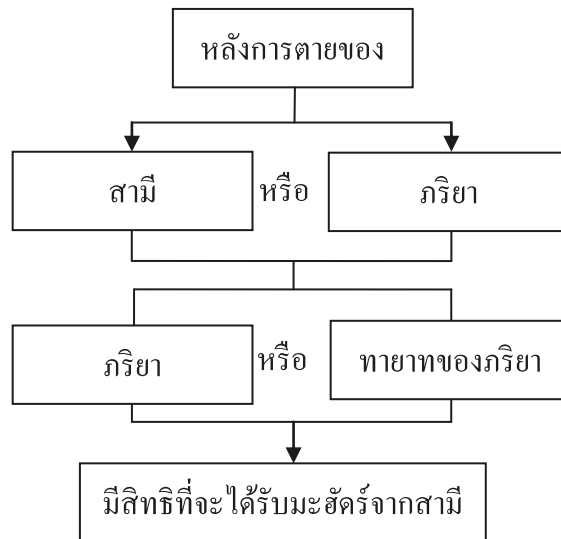 หลังการตายของ
สามี หรือ ภริยา
ภริยา หรือ ทายาทของภริยา
มีสิทธิที่จะได้รับมะฮัดร์จากสามี